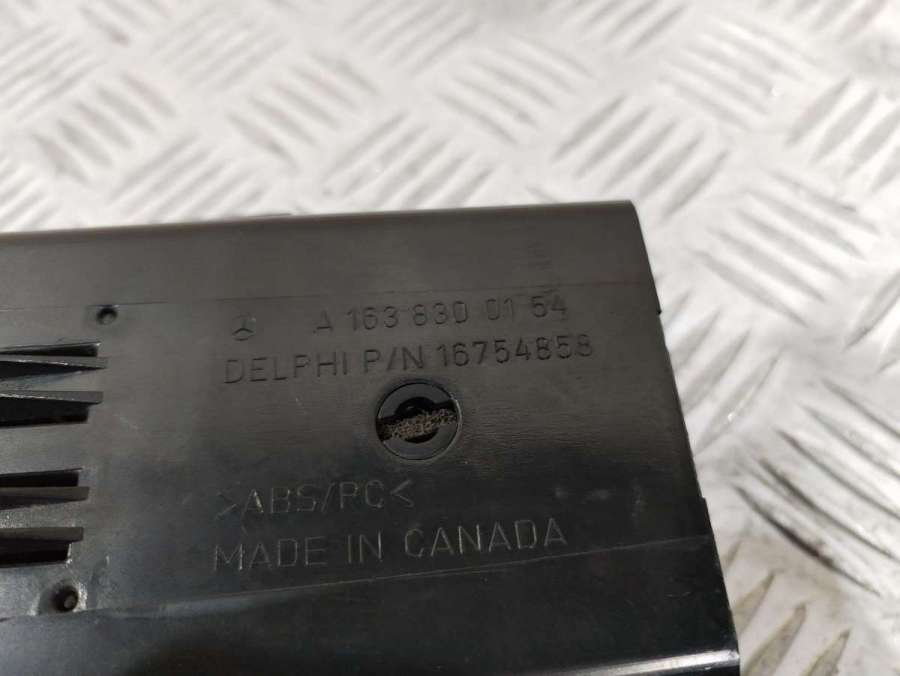 A 163 830 01 54
DELPHI P/N 16754858
>ABS/PC<
MADE IN CANADA